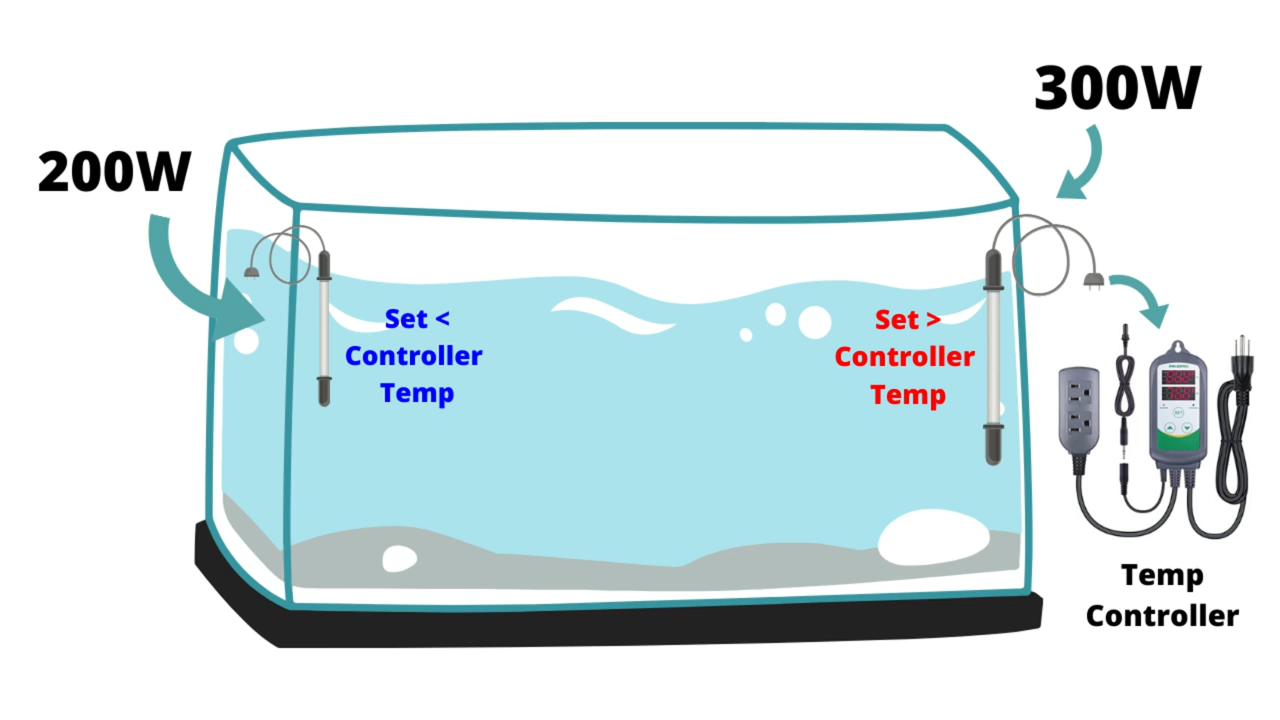 300W
200W
Set <
Controller
Temp
Set >
Controller
Temp
Temp
Controller